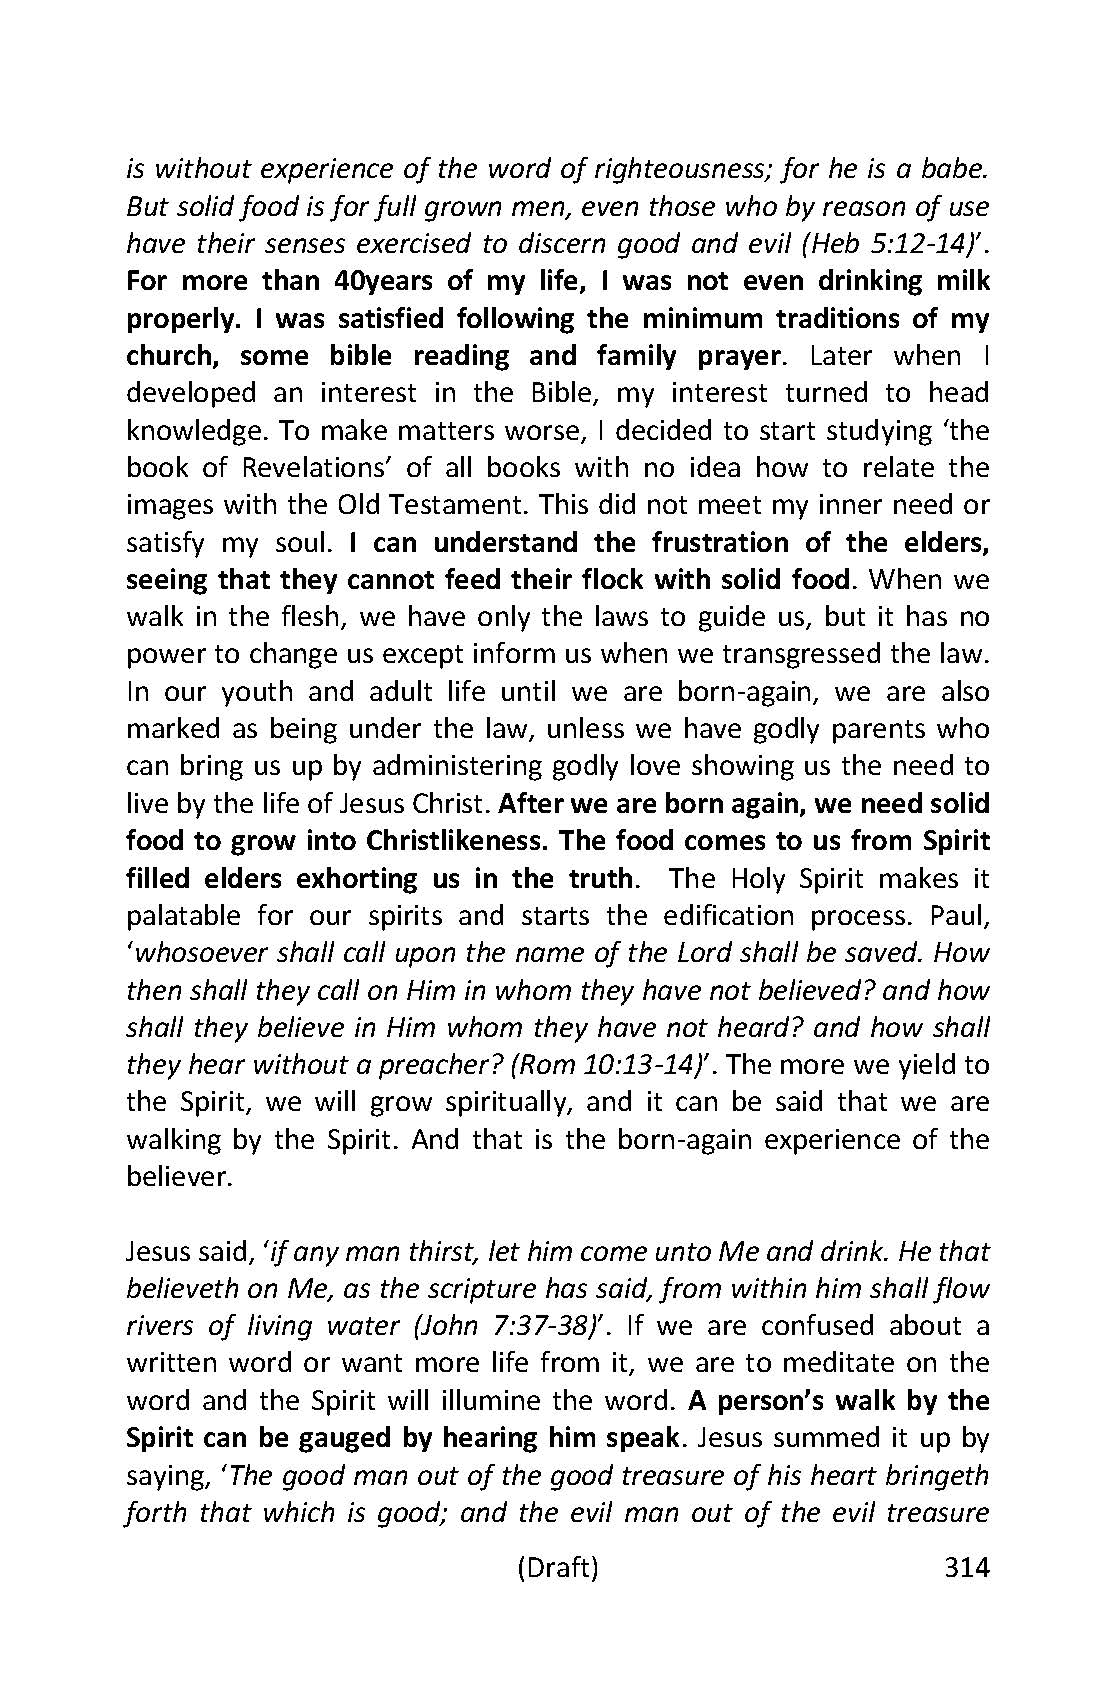 is without experience of the word of righteousness; for he is a babe.
But solid food is for full grown men, even those who by reason of use
have their senses exercised to discern good and evil (Heb 5:12-14)’.
For more than 40years of my life, I was not even drinking milk
properly. I was satisfied following the minimum traditions of my
church, some bible reading and family prayer. Later when I
developed an interest in the Bible, my interest turned to head
knowledge. To make matters worse, I decided to start studying ‘the
book of Revelations’ of all books with no idea how to relate the
images with the Old Testament. This did not meet my inner need or
satisfy my soul. I can understand the frustration of the elders,
seeing that they cannot feed their flock with solid food. When we
walk in the flesh, we have only the laws to guide us, but it has no
power to change us except inform us when we transgressed the law.
In our youth and adult life until we are born-again, we are also
marked as being under the law, unless we have godly parents who
can bring us up by administering godly love showing us the need to
live by the life of Jesus Christ. After we are born again, we need solid
food to grow into Christlikeness. The food comes to us from Spirit
filled elders exhorting us in the truth. The Holy Spirit makes it
palatable for our spirits and starts the edification process. Paul,
‘whosoever shall call upon the name of the Lord shall be saved. How
then shall they call on Him in whom they have not believed? and how
shall they believe in Him whom they have not heard? and how shall
they hear without a preacher? (Rom 10:13-14)’. The more we yield to
the Spirit, we will grow spiritually, and it can be said that we are
walking by the Spirit. And that is the born-again experience of the
believer.
Jesus said, ‘if any man thirst, let him come unto Me and drink. He that
believeth on Me, as the scripture has said, from within him shall flow
rivers of living water (John 7:37-38)’. If we are confused about a
written word or want more life from it, we are to meditate on the
word and the Spirit will illumine the word. A person’s walk by the
Spirit can be gauged by hearing him speak. Jesus summed it up by
saying, ‘The good man out of the good treasure of his heart bringeth
forth that which is good; and the evil man out of the evil treasure
(Draft) 314